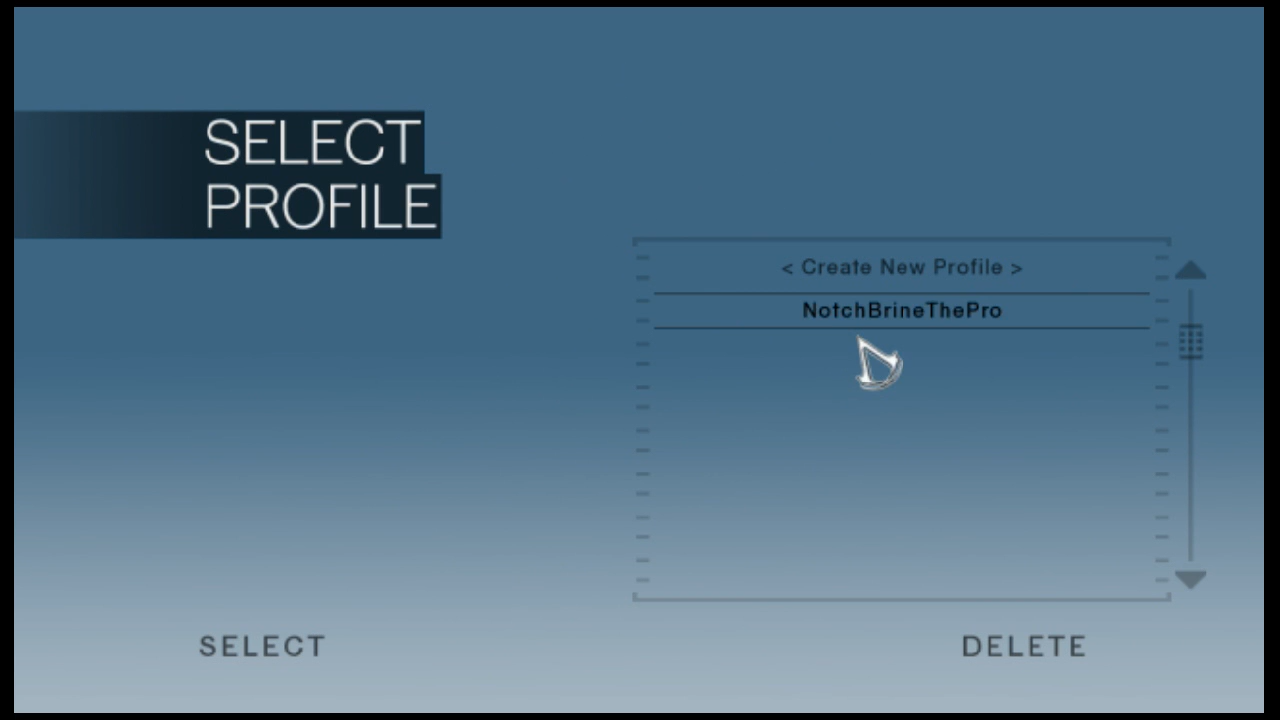 SELECT
PROFILE
< Create New Profile >
NotchBrineThePro
SELECT
DELETE